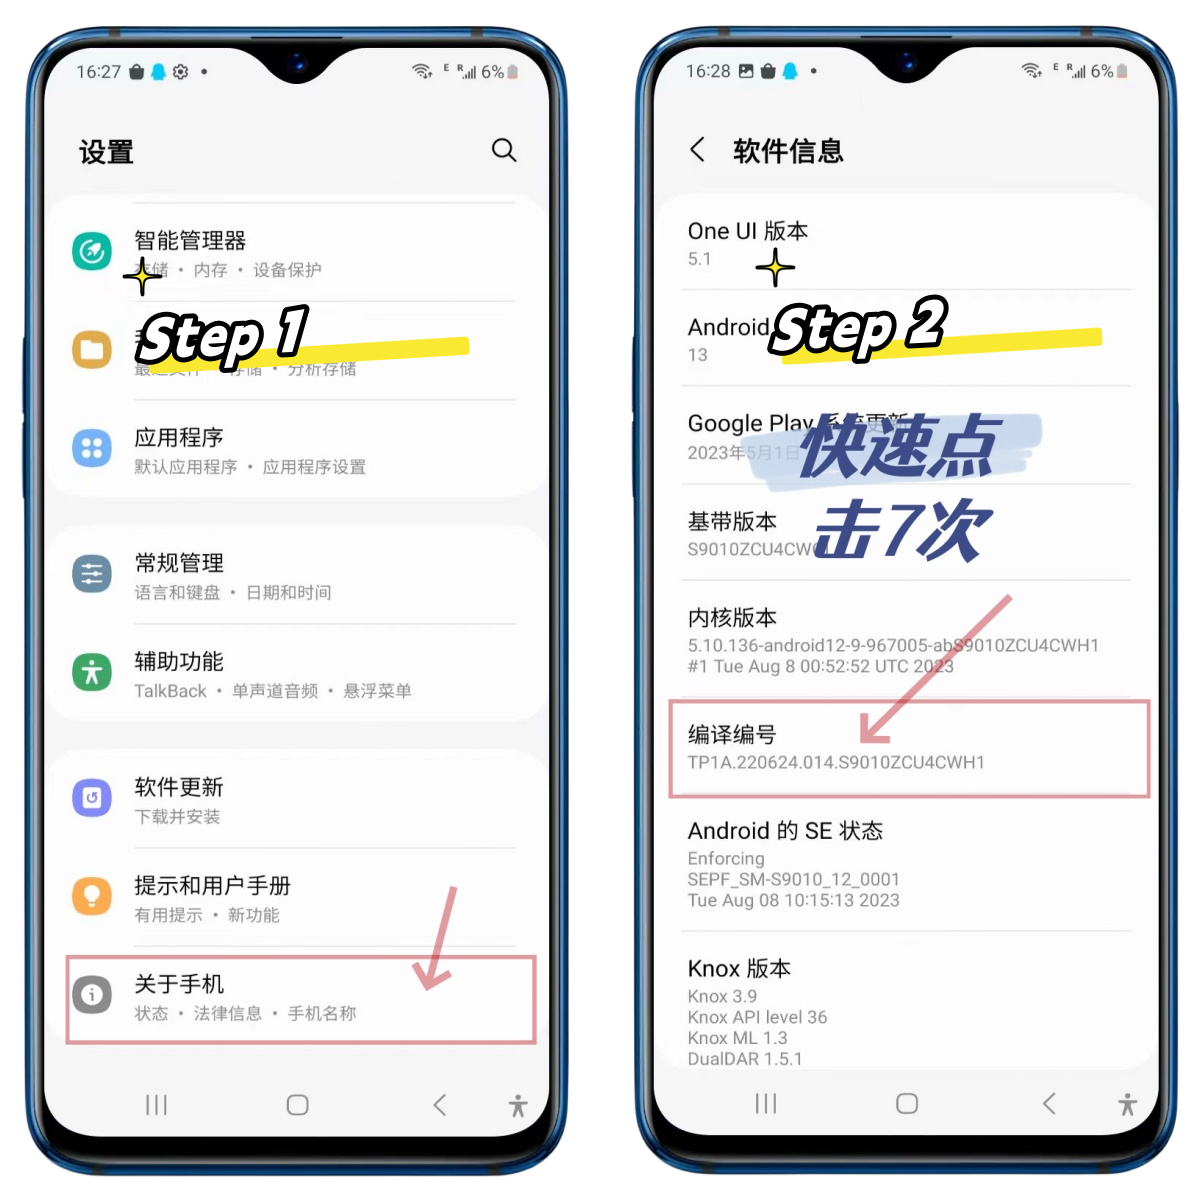 16:27
E R 6%
设置
智能管理器
存储 • 内存 • 设备保护
Step 1
最近文件 • 存储 • 分析存储
应用程序
默认应用程序 • 应用程序设置
常规管理
语言和键盘 • 日期和时间
辅助功能
TalkBack • 单声道音频 • 悬浮菜单
软件更新
下载并安装
提示和用户手册
有用提示 • 新功能
关于手机
状态 • 法律信息 • 手机名称
16:28
E R 6%
软件信息
One UI 版本
5.1
Android
Step 2
13
Google Play 系统更新
2023年5月1日
快速点
击7次
基带版本
S9010ZCU4CW
内核版本
5.10.136-android12-9-967005-abS9010ZCU4CWH1
#1 Tue Aug 8 00:52:52 UTC 2023
编译编号
TP1A.220624.014.S9010ZCU4CWH1
Android 的 SE 状态
Enforcing
SEPF_SM-S9010_12_0001
Tue Aug 08 10:15:13 2023
Knox 版本
Knox 3.9
Knox API level 36
Knox ML 1.3
DualDAR 1.5.1